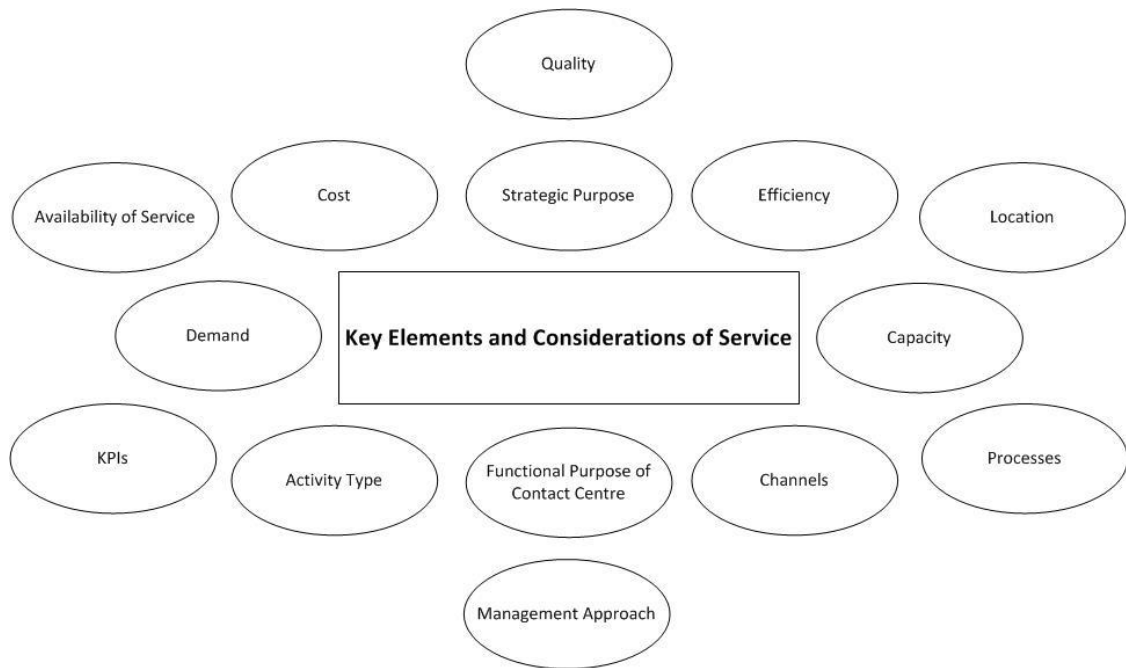 Quality
Cost
Strategic Purpose
Efficiency
Availability of Service
Location
Demand
Key Elements and Considerations of Service
Capacity
KPIs
Activity Type
Functional Purpose of
Contact Centre
Channels
Processes
Management Approach